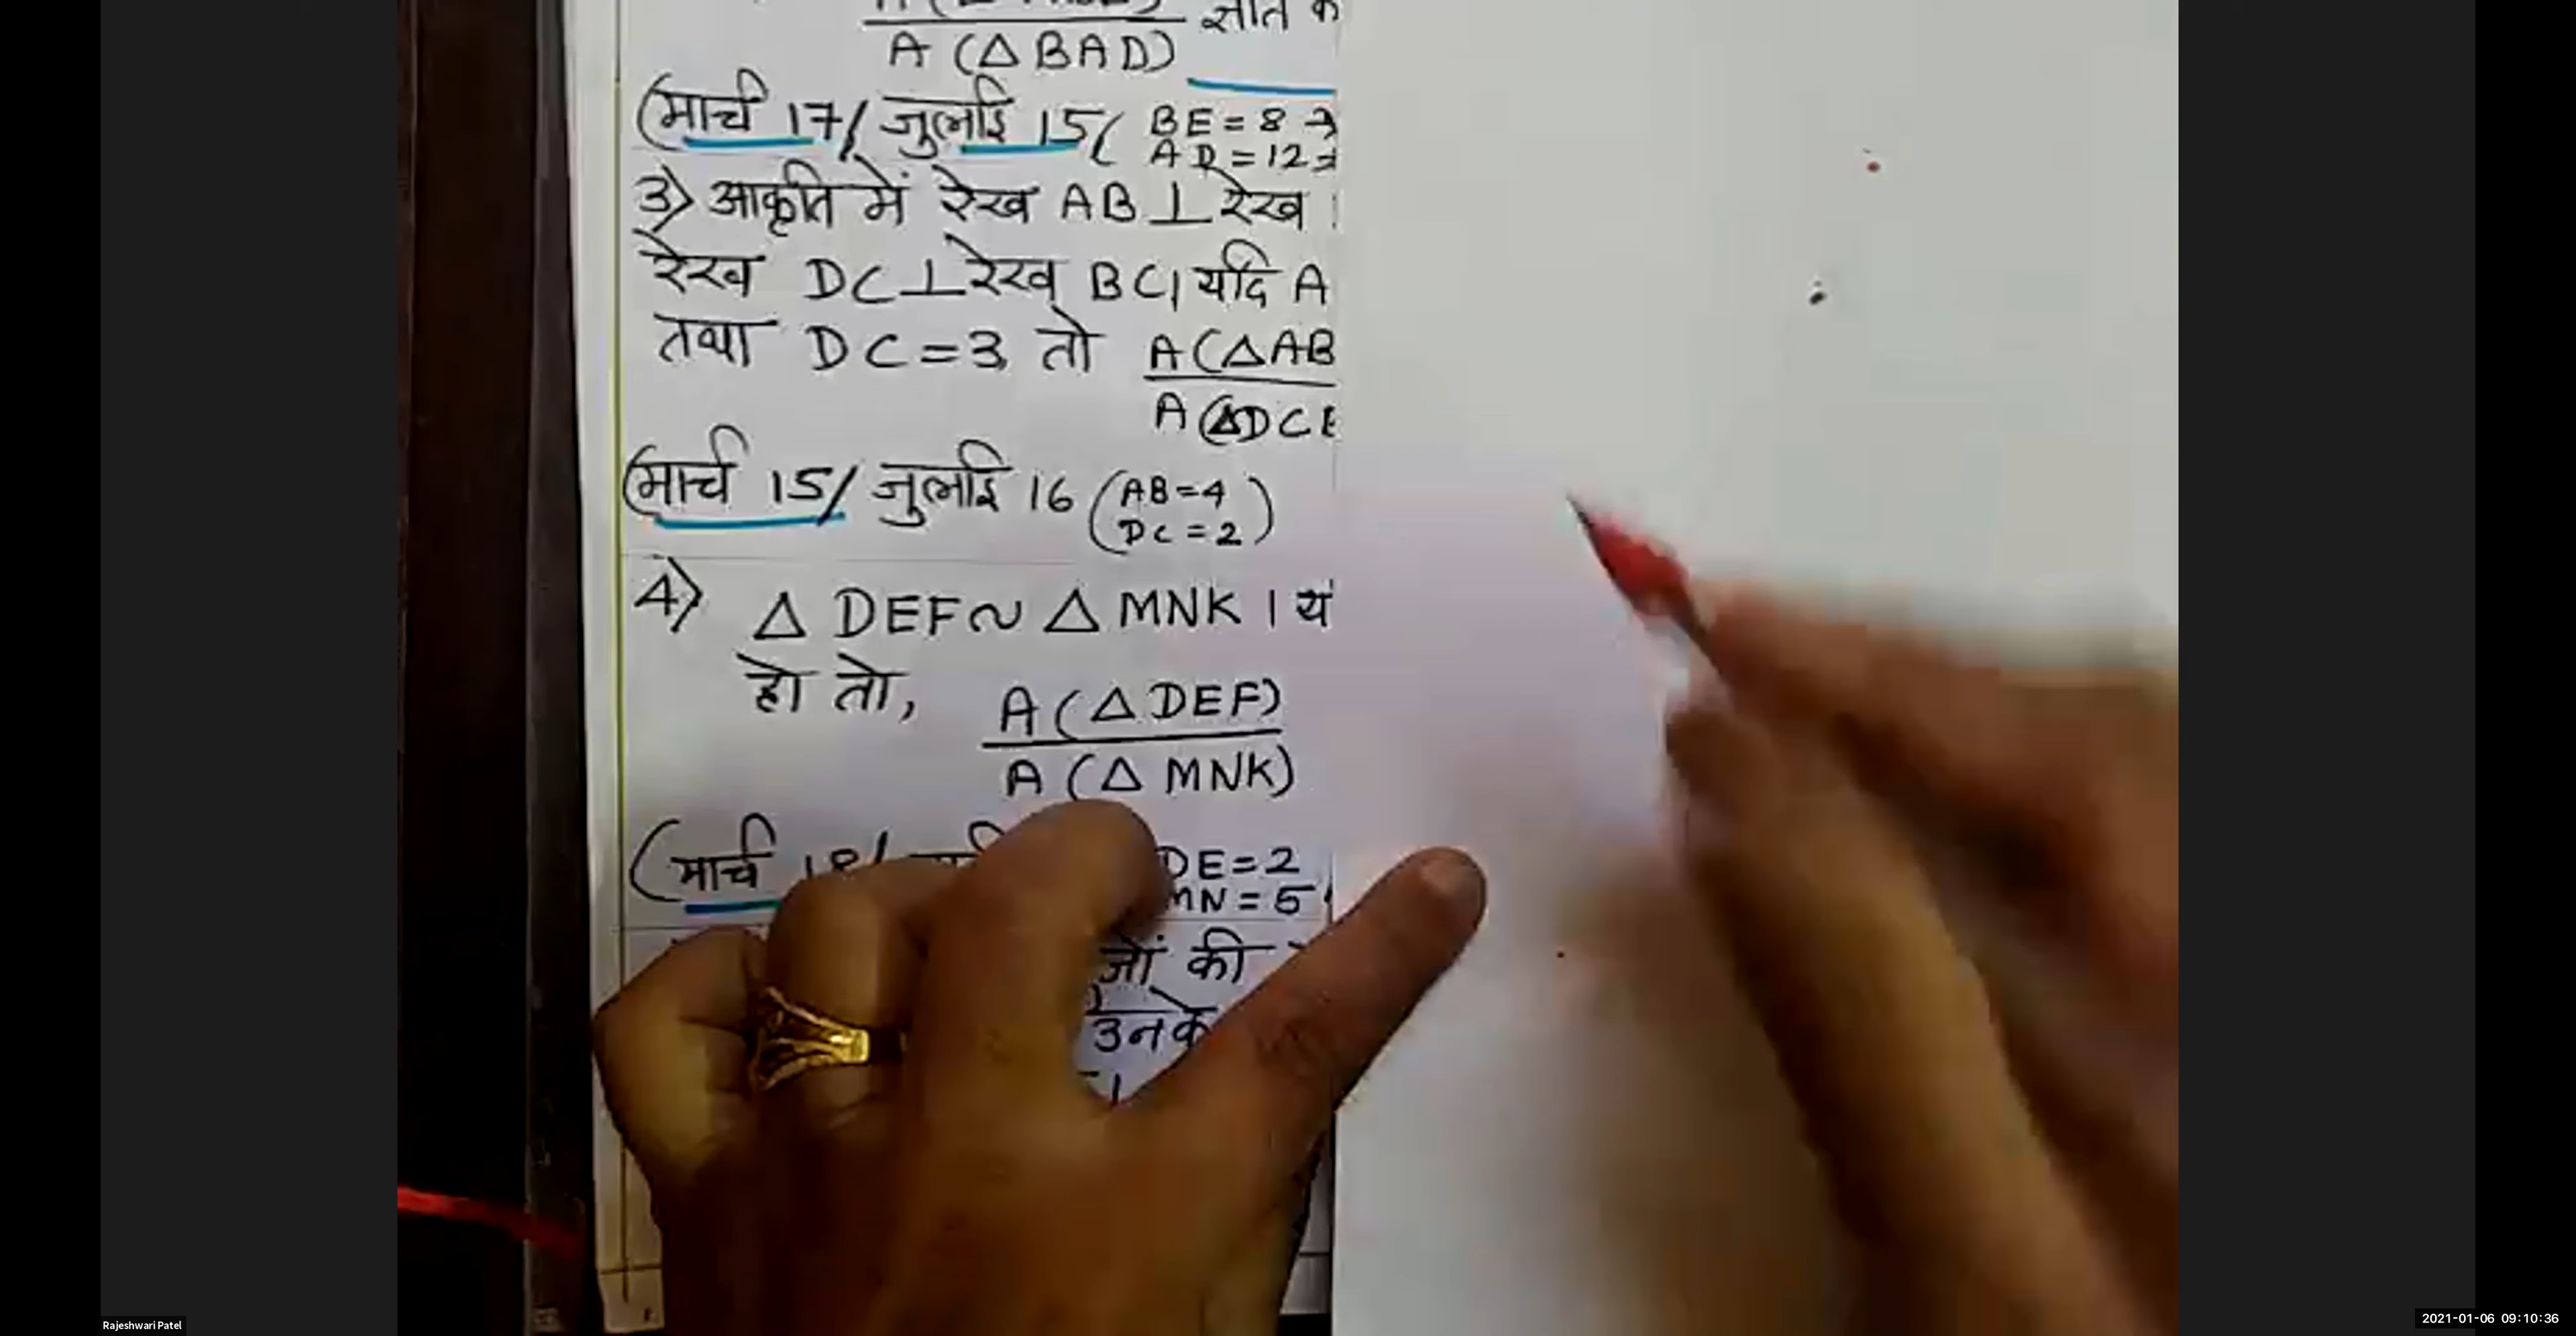 A (△ BAD)
(मार्च 17/ जुलाई 15( BE = 8
AD = 12
3) आकृति में रेख AB ⊥ रेख
रेख DC ⊥ रेख BC। यदि A
तथा DC = 3 तो A(△AB
A(△DC
(मार्च 15/ जुलाई 16 (AB = 4
DC = 2)
4) △ DEF ~ △ MNK ।
हो तो, A (△ DEF)
A (△ MNK)
(मार्च 18/ DE = 2
MN = 5
की
उनके
Rajeshwari Patel
2021-01-06 09:10:36